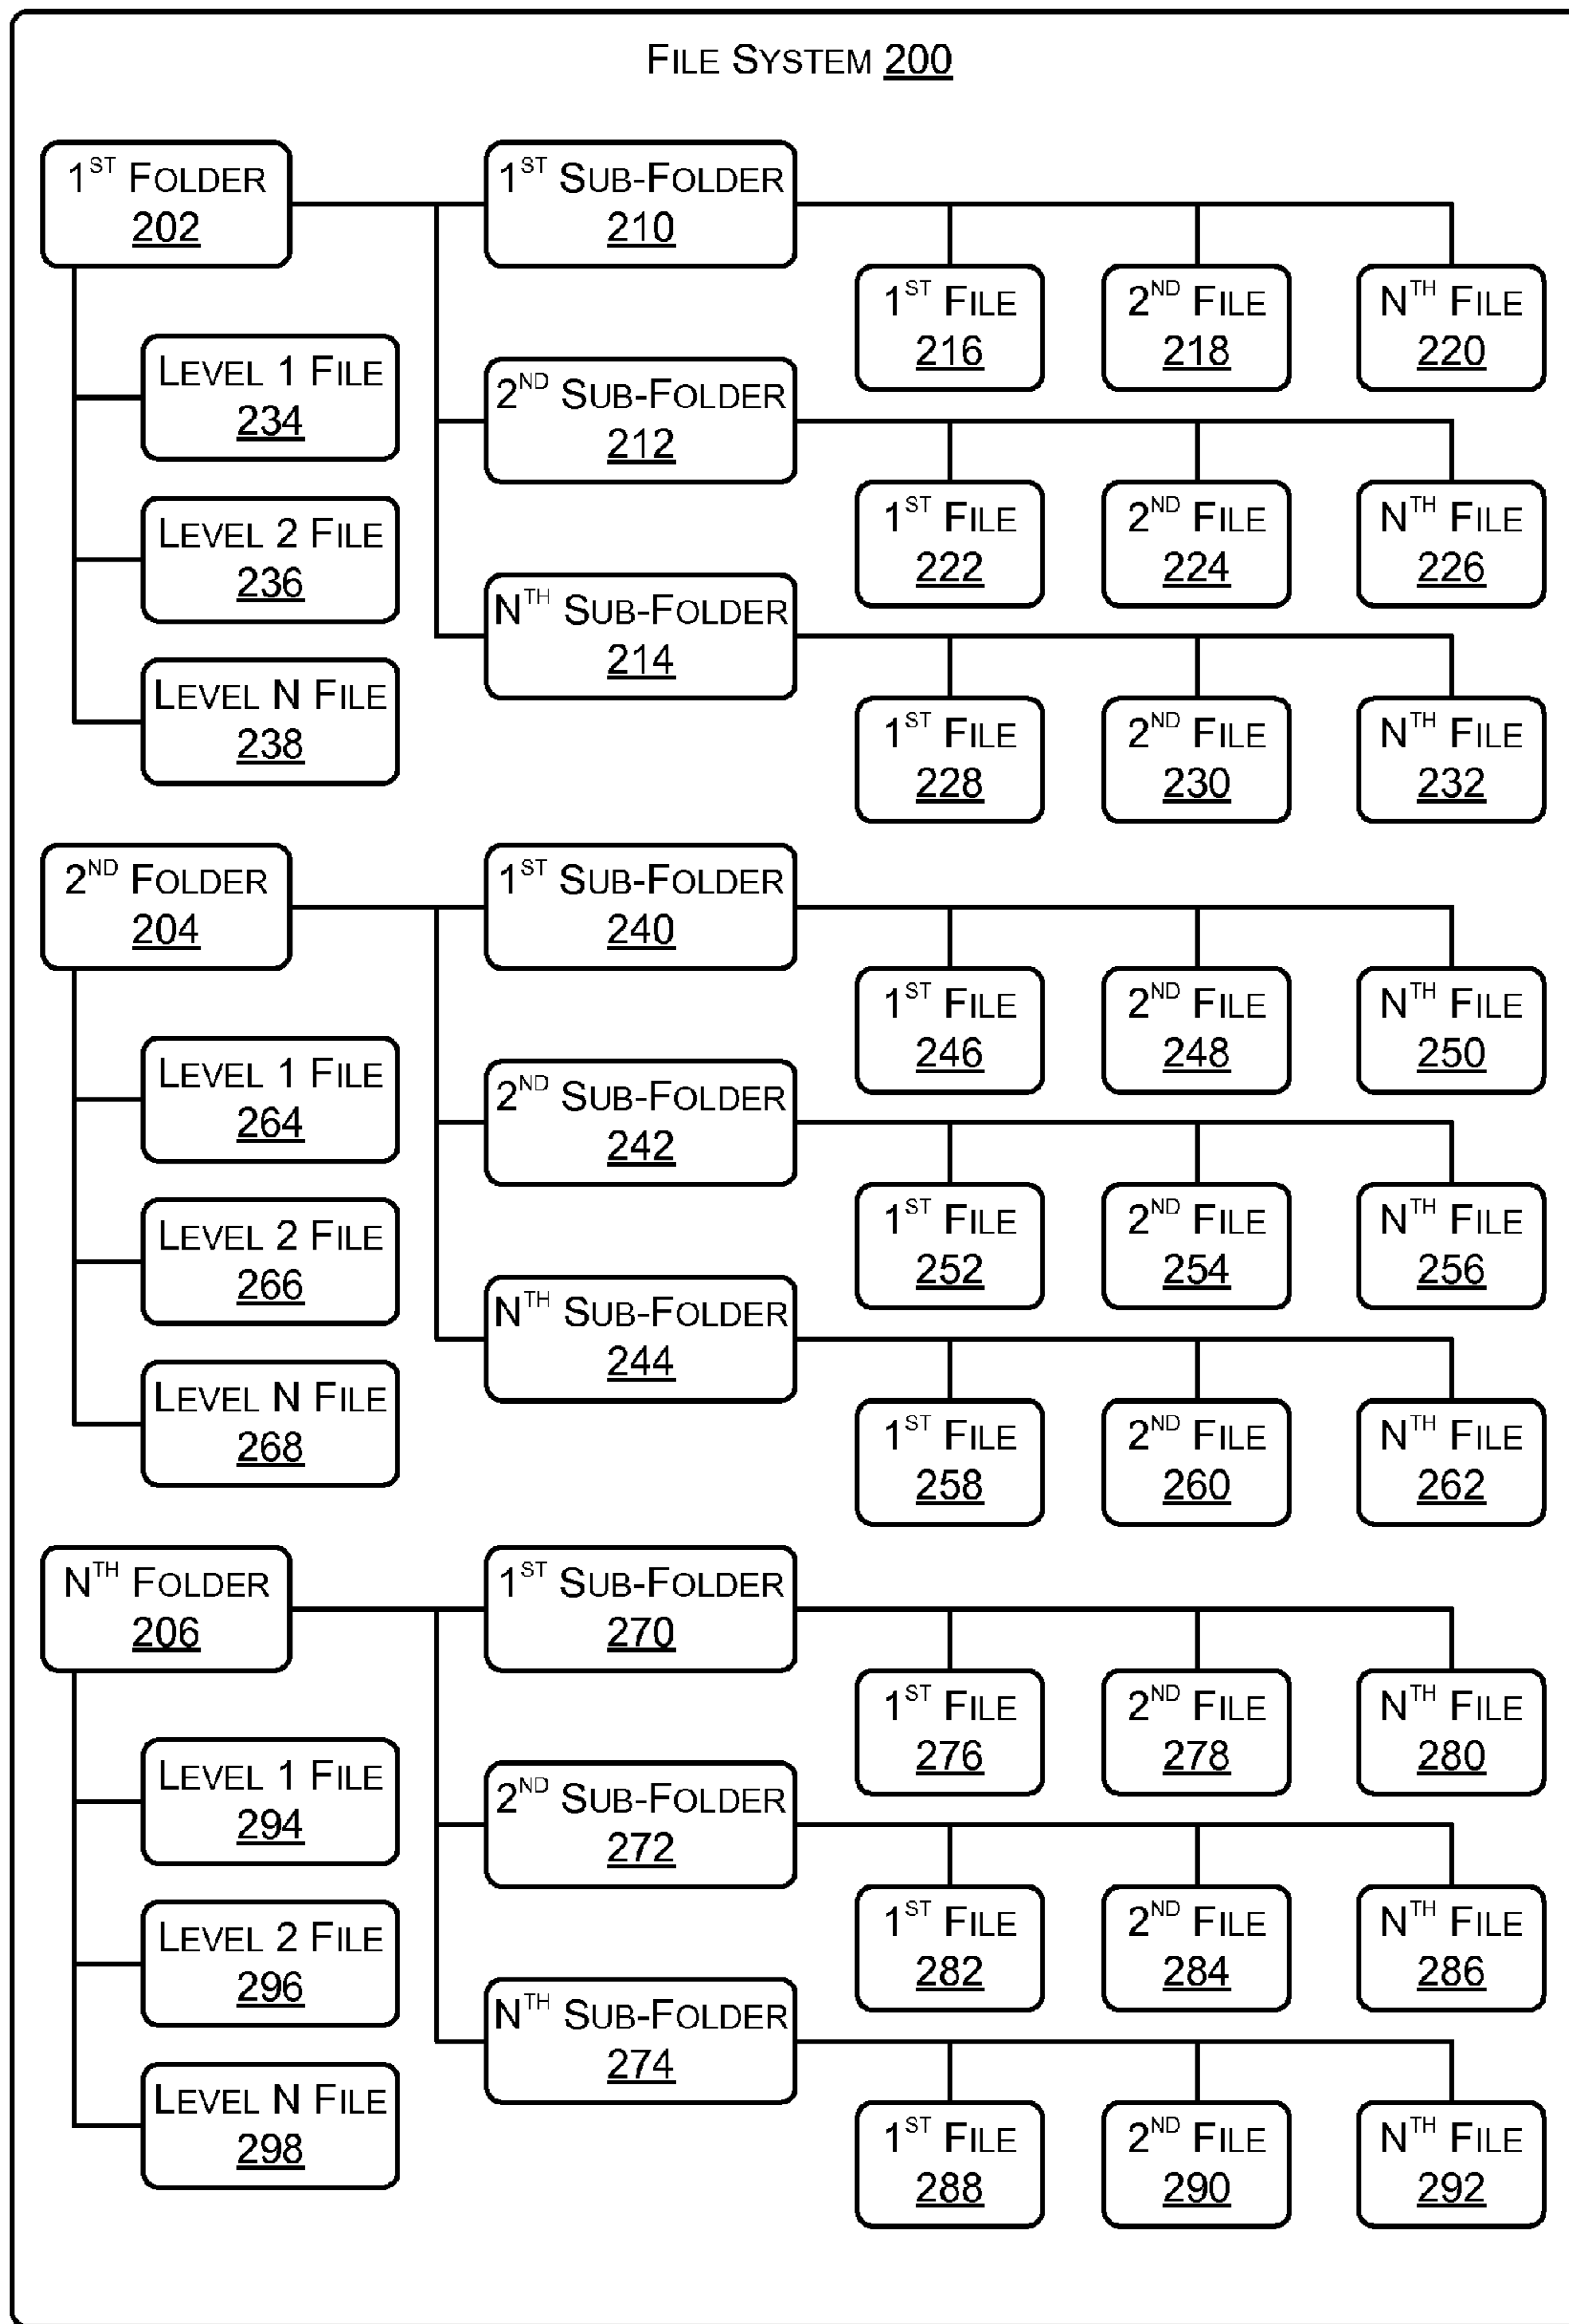 FILE SYSTEM 200
1ST FOLDER
202
1ST SUB-FOLDER
210
1ST FILE
216
2ND FILE
218
NTH FILE
220
LEVEL 1 FILE
234
2ND SUB-FOLDER
212
1ST FILE
222
2ND FILE
224
NTH FILE
226
LEVEL 2 FILE
236
NTH SUB-FOLDER
214
1ST FILE
228
2ND FILE
230
NTH FILE
232
LEVEL N FILE
238
2ND FOLDER
204
1ST SUB-FOLDER
240
1ST FILE
246
2ND FILE
248
NTH FILE
250
LEVEL 1 FILE
264
2ND SUB-FOLDER
242
1ST FILE
252
2ND FILE
254
NTH FILE
256
LEVEL 2 FILE
266
NTH SUB-FOLDER
244
1ST FILE
258
2ND FILE
260
NTH FILE
262
LEVEL N FILE
268
NTH FOLDER
206
1ST SUB-FOLDER
270
1ST FILE
276
2ND FILE
278
NTH FILE
280
LEVEL 1 FILE
294
2ND SUB-FOLDER
272
1ST FILE
282
2ND FILE
284
NTH FILE
286
LEVEL 2 FILE
296
NTH SUB-FOLDER
274
1ST FILE
288
2ND FILE
290
NTH FILE
292
LEVEL N FILE
298